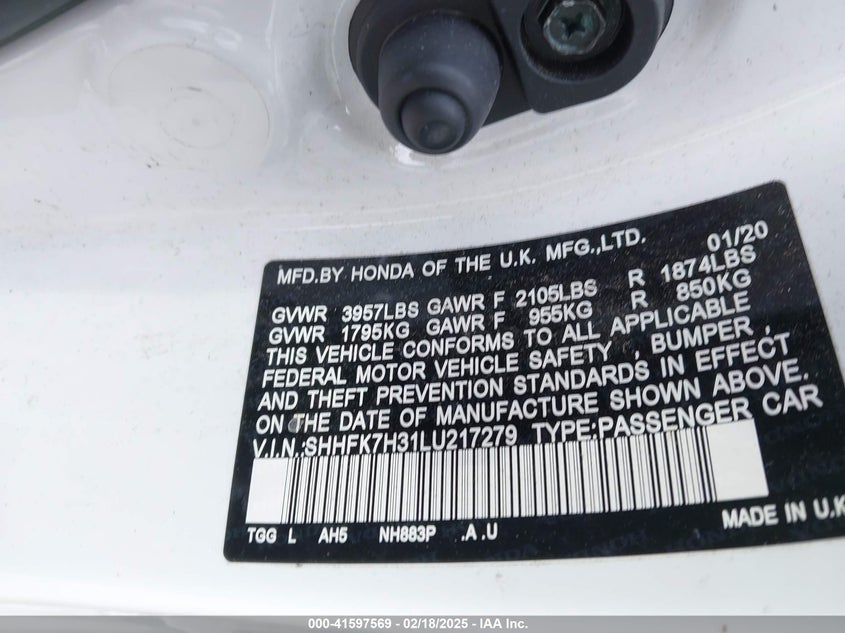 MFD.BY HONDA OF THE U.K. MFG.,LTD. 01/20
GVWR 3957LBS GAWR F 2105LBS R 1874LBS
GVWR 1795KG GAWR F 955KG R 850KG
THIS VEHICLE CONFORMS TO ALL APPLICABLE
FEDERAL MOTOR VEHICLE SAFETY , BUMPER ,
AND THEFT PREVENTION STANDARDS IN EFFECT
ON THE DATE OF MANUFACTURE SHOWN ABOVE.
V.I.N.:SHHFK7H31LU217279 TYPE:PASSENGER CAR
TGG L AH5 NH883P .A .U MADE IN U.K
000-41597569 / 02/18/2025 - IAA Inc.